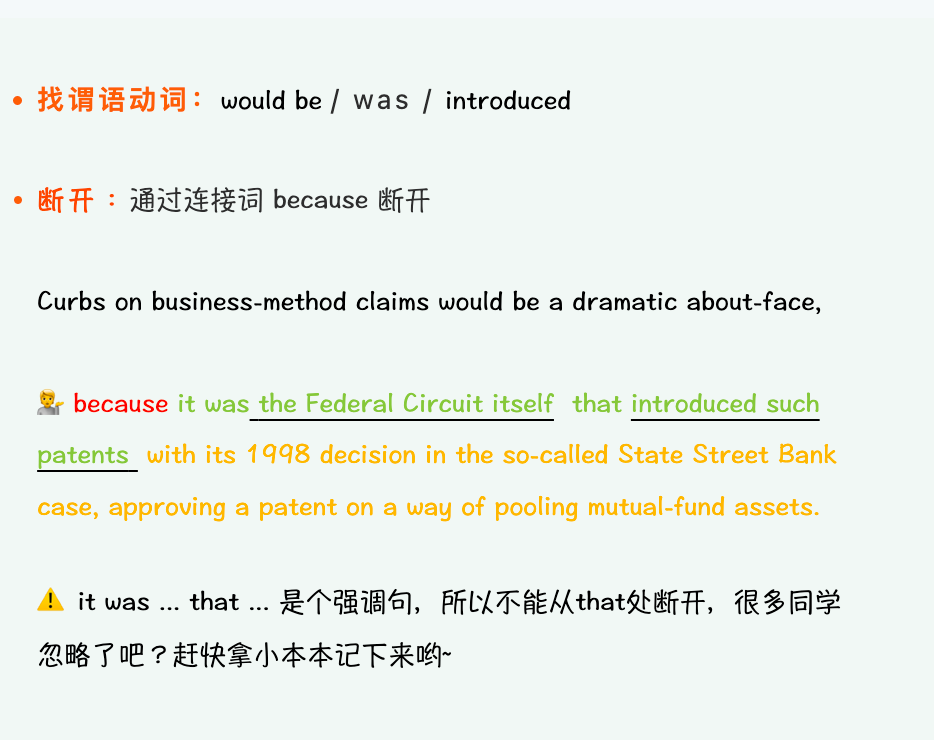 • 找谓语动词： would be / was / introduced
• 断开 ：通过连接词 because 断开
Curbs on business-method claims would be a dramatic about-face,
💁 because it was the Federal Circuit itself that introduced such
patents with its 1998 decision in the so-called State Street Bank
case, approving a patent on a way of pooling mutual-fund assets.
⚠️ it was ... that ... 是个强调句，所以不能从that处断开，很多同学
忽略了吧？赶快拿小本本记下来哟~